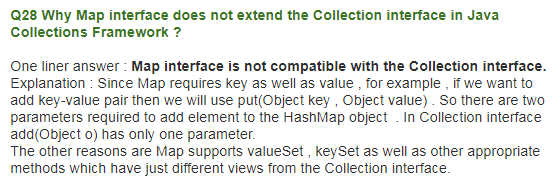 Q28 Why Map interface does not extend the Collection interface in Java
Collections Framework ?
One liner answer : Map interface is not compatible with the Collection interface.
Explanation : Since Map requires key as well as value , for example , if we want to
add key-value pair then we will use put(Object key , Object value) . So there are two
parameters required to add element to the HashMap object  . In Collection interface
add(Object o) has only one parameter.
The other reasons are Map supports valueSet , keySet as well as other appropriate
methods which have just different views from the Collection interface.